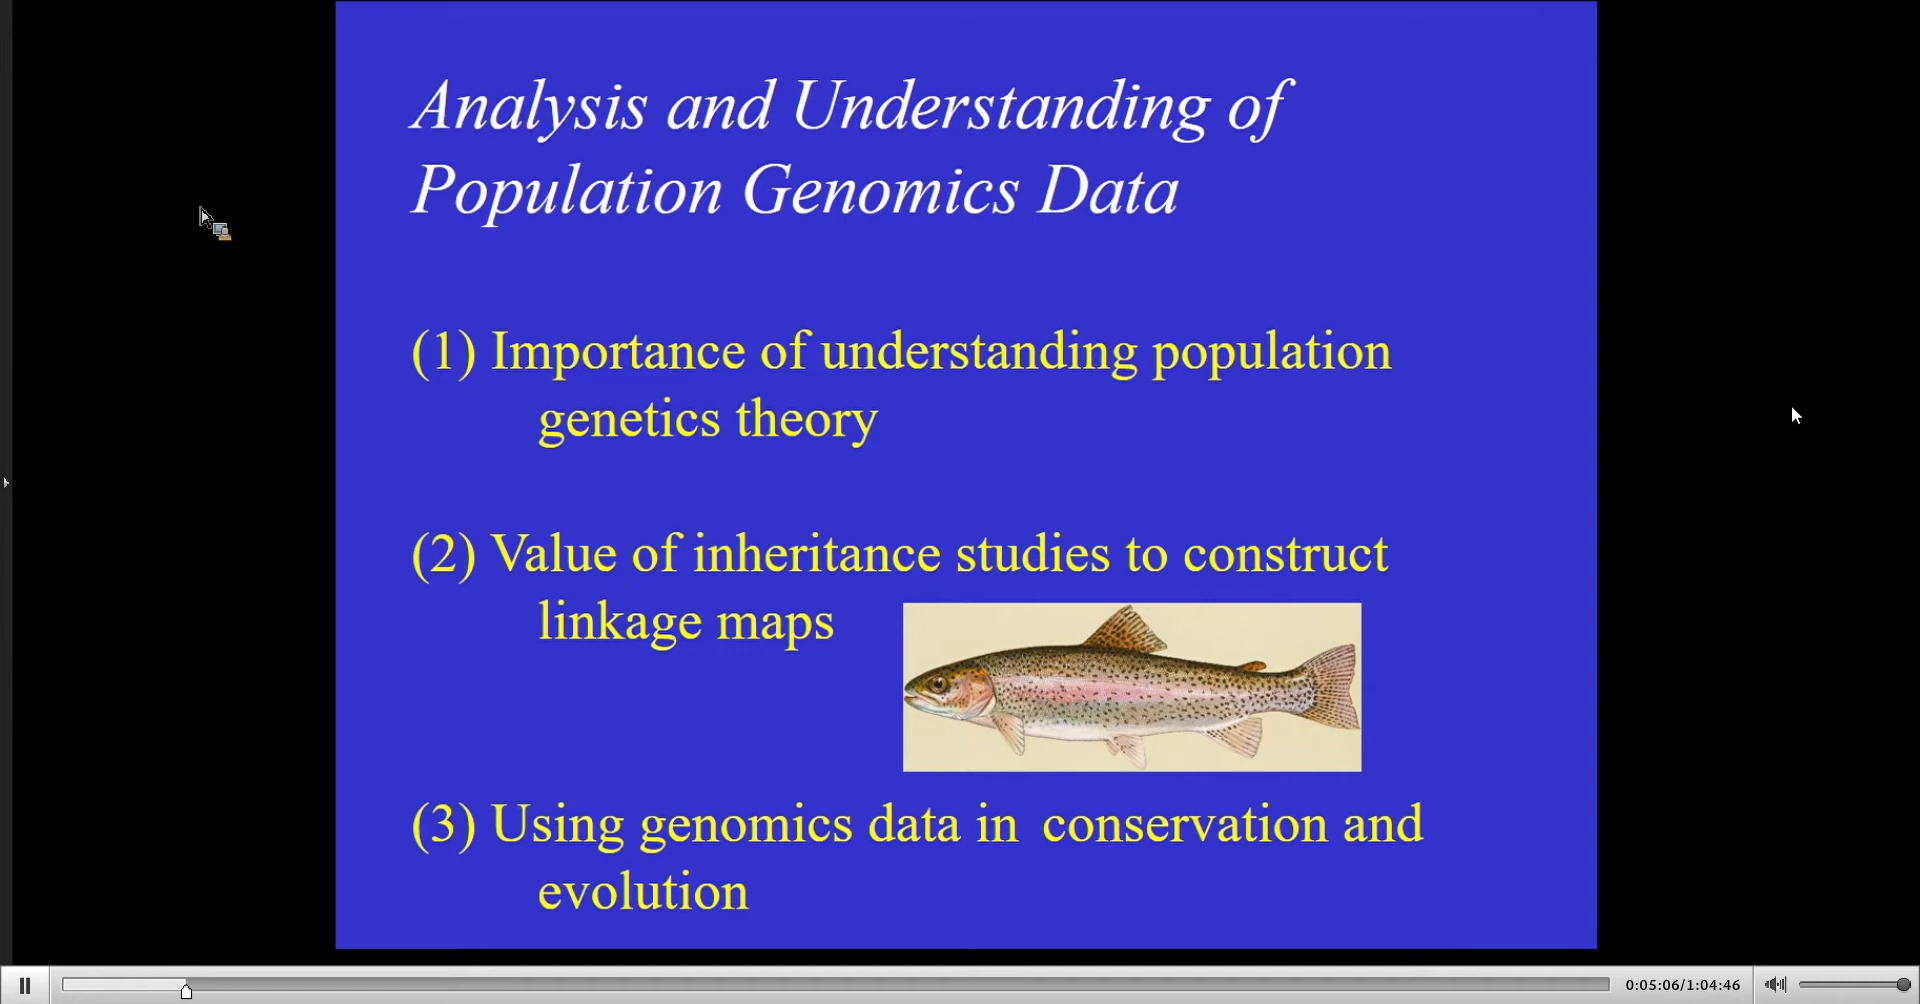 Analysis and Understanding of
Population Genomics Data
(1) Importance of understanding population
genetics theory
(2) Value of inheritance studies to construct
linkage maps
(3) Using genomics data in conservation and
evolution
0:05:06/1:04:46